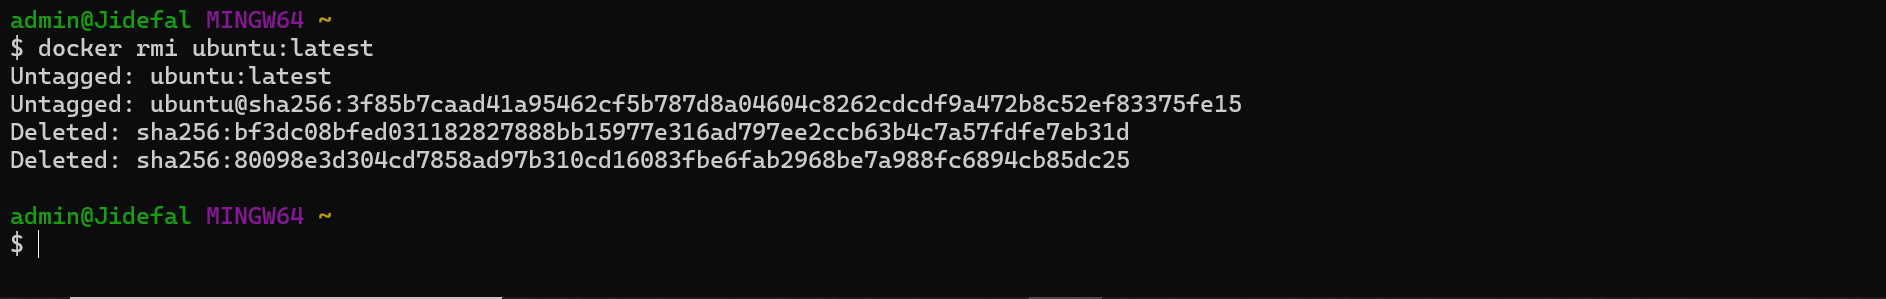 admin@Jidefal MINGW64 ~
$ docker rmi ubuntu:latest
Untagged: ubuntu:latest
Untagged: ubuntu@sha256:3f85b7caad41a95462cf5b787d8a04604c8262cdcdf9a472b8c52ef83375fe15
Deleted: sha256:bf3dc08bfed031182827888bb15977e316ad797ee2ccb63b4c7a57fdfe7eb31d
Deleted: sha256:80098e3d304cd7858ad97b310cd16083fbe6fab2968be7a988fc6894cb85dc25
admin@Jidefal MINGW64 ~
$